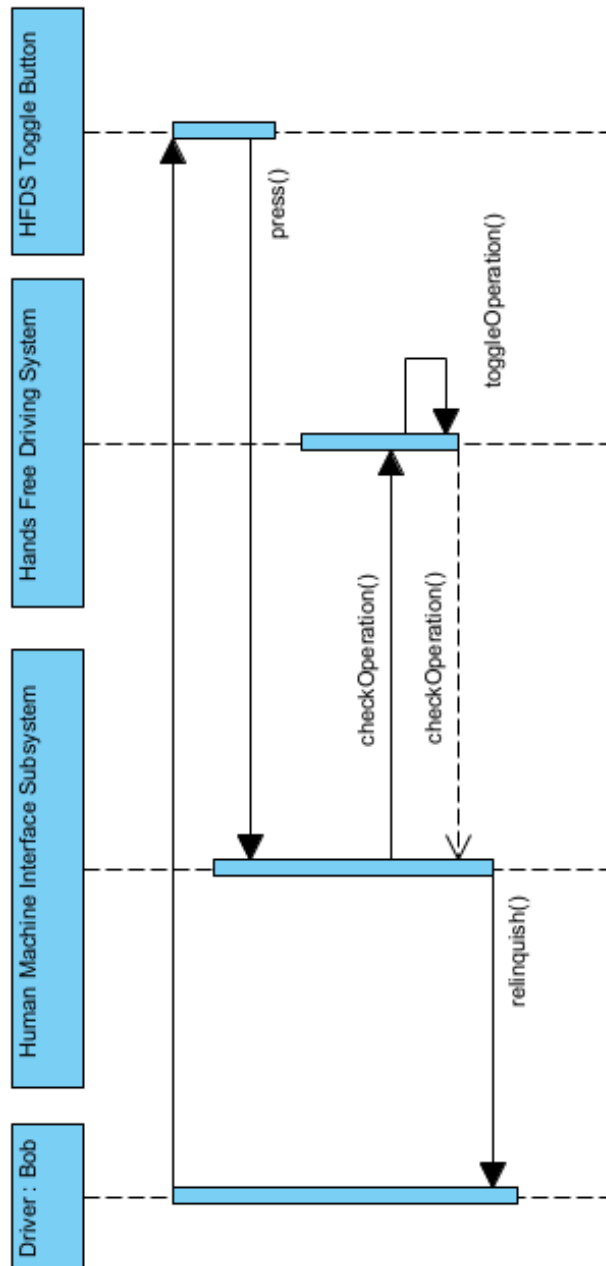 Driver : Bob
Human Machine Interface Subsystem
Hands Free Driving System
HFDS Toggle Button
press()
checkOperation()
toggleOperation()
checkOperation()
relinquish()